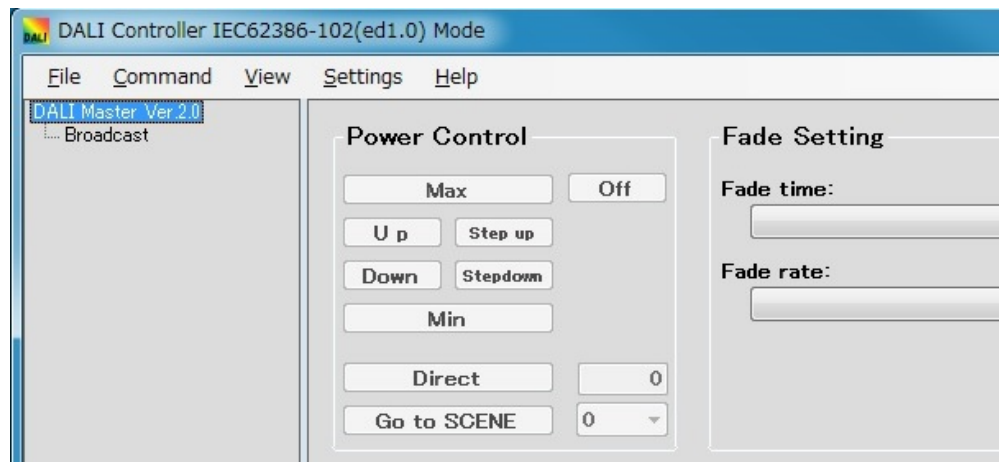 DALI DALI Controller IEC62386-102(ed1.0) Mode
File Command View Settings Help
DALI Master Ver.2.0
Broadcast
Power Control
Max Off
U p Step up
Down Stepdown
Min
Direct 0
Go to SCENE 0
Fade Setting
Fade time:
Fade rate: